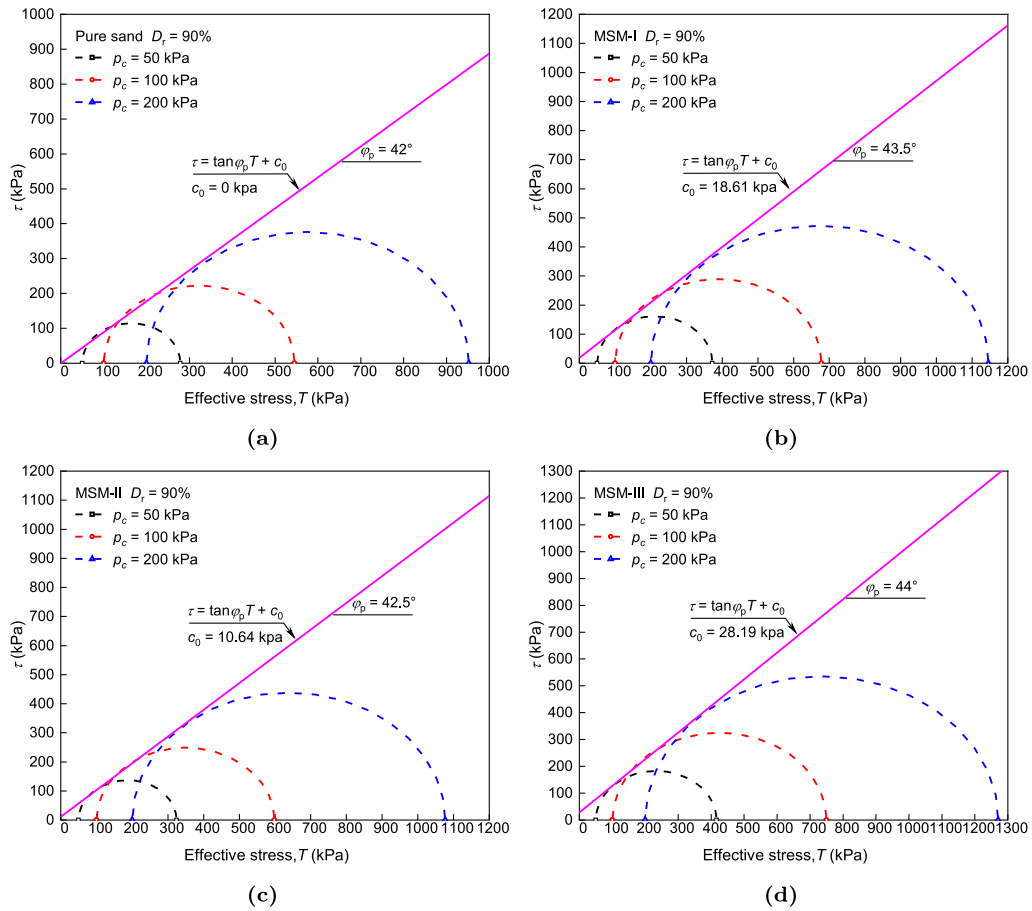 Pure sand D_r = 90%
p_c = 50 kPa
p_c = 100 kPa
p_c = 200 kPa
τ = tanφ_pT + c_0
c_0 = 0 kpa
φ_p = 42°
τ (kPa)
1000
900
800
700
600
500
400
300
200
100
0
0 100 200 300 400 500 600 700 800 900 1000
Effective stress,T (kPa)
(a)
MSM-I D_r = 90%
p_c = 50 kPa
p_c = 100 kPa
p_c = 200 kPa
τ = tanφ_pT + c_0
c_0 = 18.61 kpa
φ_p = 43.5°
τ (kPa)
1200
1100
1000
900
800
700
600
500
400
300
200
100
0
0 100 200 300 400 500 600 700 800 900 1000 1100 1200
Effective stress,T (kPa)
(b)
MSM-II D_r = 90%
p_c = 50 kPa
p_c = 100 kPa
p_c = 200 kPa
τ = tanφ_pT + c_0
c_0 = 10.64 kpa
φ_p = 42.5°
τ (kPa)
1200
1100
1000
900
800
700
600
500
400
300
200
100
0
0 100 200 300 400 500 600 700 800 900 1000 1100 1200
Effective stress,T (kPa)
(c)
MSM-III D_r = 90%
p_c = 50 kPa
p_c = 100 kPa
p_c = 200 kPa
τ = tanφ_pT + c_0
c_0 = 28.19 kpa
φ_p = 44°
τ (kPa)
1300
1200
1100
1000
900
800
700
600
500
400
300
200
100
0
0 100 200 300 400 500 600 700 800 900 1000 1100 1200 1300
Effective stress,T (kPa)
(d)